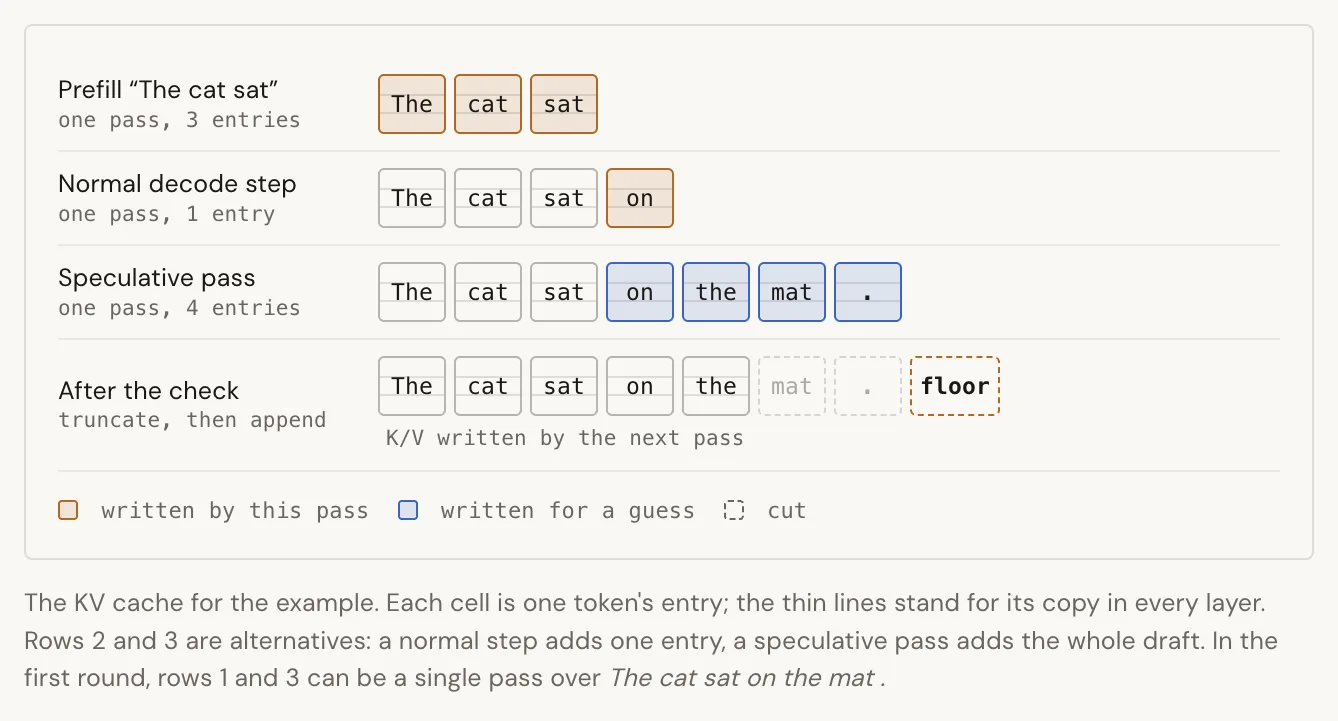 Prefill “The cat sat”
one pass, 3 entries
The cat sat
Normal decode step
one pass, 1 entry
The cat sat on
Speculative pass
one pass, 4 entries
The cat sat on the mat .
After the check
truncate, then append
The cat sat on the mat . floor
K/V written by the next pass
written by this pass written for a guess cut
The KV cache for the example. Each cell is one token's entry; the thin lines stand for its copy in every layer.
Rows 2 and 3 are alternatives: a normal step adds one entry, a speculative pass adds the whole draft. In the
first round, rows 1 and 3 can be a single pass over The cat sat on the mat .